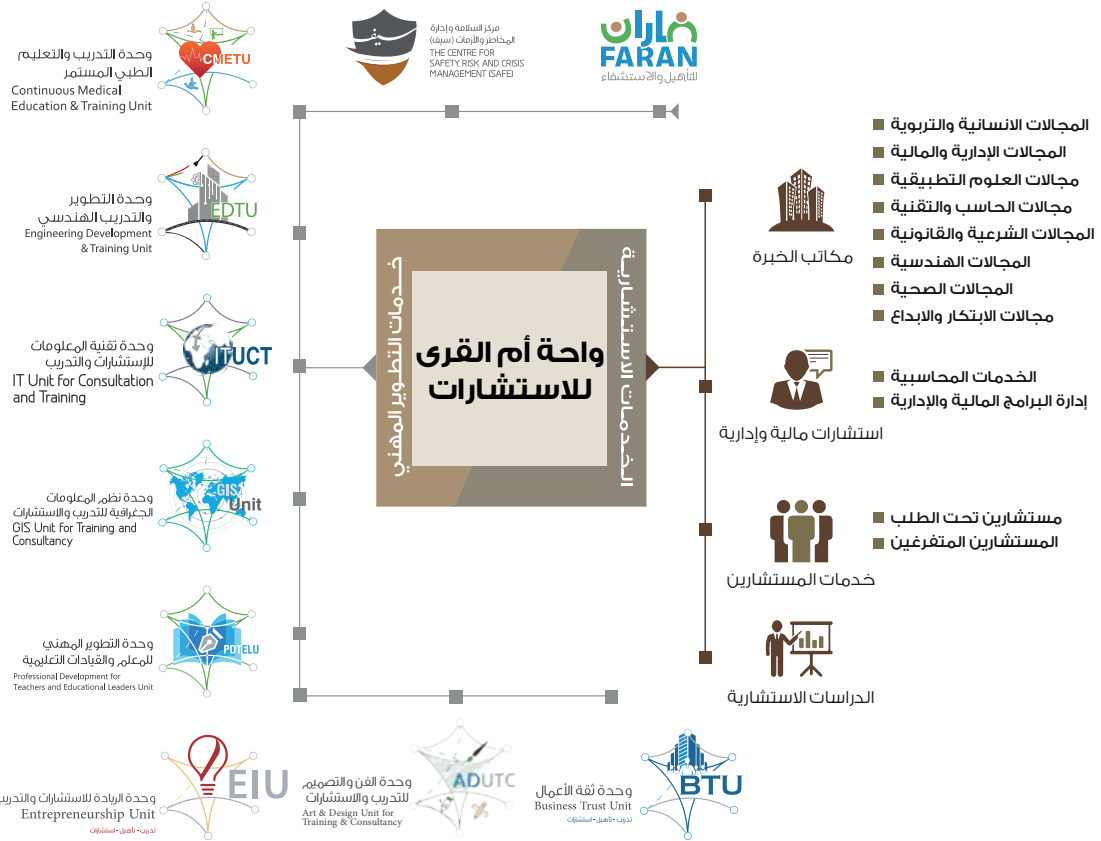 وحدة التدريب والتعليم
الطبي المستمر
Continuous Medical
Education & Training Unit
CMETU
مركز السلامة وإدارة
المخاطر والأزمات (سيف)
THE CENTRE FOR
SAFETY, RISK AND CRISIS
MANAGEMENT (SAFE)
سيف
فاران
FARAN
للتأهيل والاستشفاء
وحدة التطوير
والتدريب الهندسي
Engineering Development
& Training Unit
EDTU
وحدة تقنية المعلومات
للإستشارات والتدريب
IT Unit for Consultation
and Training
ITUCT
وحدة نظم المعلومات
الجغرافية للتدريب والاستشارات
GIS Unit for Training and
Consultancy
GIS
Unit
وحدة التطوير المهني
للمعلم والقيادات التعليمية
Professional Development for
Teachers and Educational Leaders Unit
PDTELU
خدمات التطوير المهني
واحة أم القرى
للاستشارات
الخدمات الاستشارية
مكاتب الخبرة
المجالات الانسانية والتربوية
المجالات الإدارية والمالية
مجالات العلوم التطبيقية
مجالات الحاسب والتقنية
المجالات الشرعية والقانونية
المجالات الهندسية
المجالات الصحية
مجالات الابتكار والابداع
استشارات مالية وإدارية
الخدمات المحاسبية
إدارة البرامج المالية والإدارية
خدمات المستشارين
مستشارين تحت الطلب
المستشارين المتفرغين
الدراسات الاستشارية
وحدة الريادة للاستشارات والتدريب
Entrepreneurship Unit
تدريب - تأهيل - استشارات
EIU
وحدة الفن والتصميم
للتدريب والاستشارات
Art & Design Unit for
Training & Consultancy
ADUTC
وحدة ثقة الأعمال
Business Trust Unit
تدريب - تأهيل - استشارات
BTU